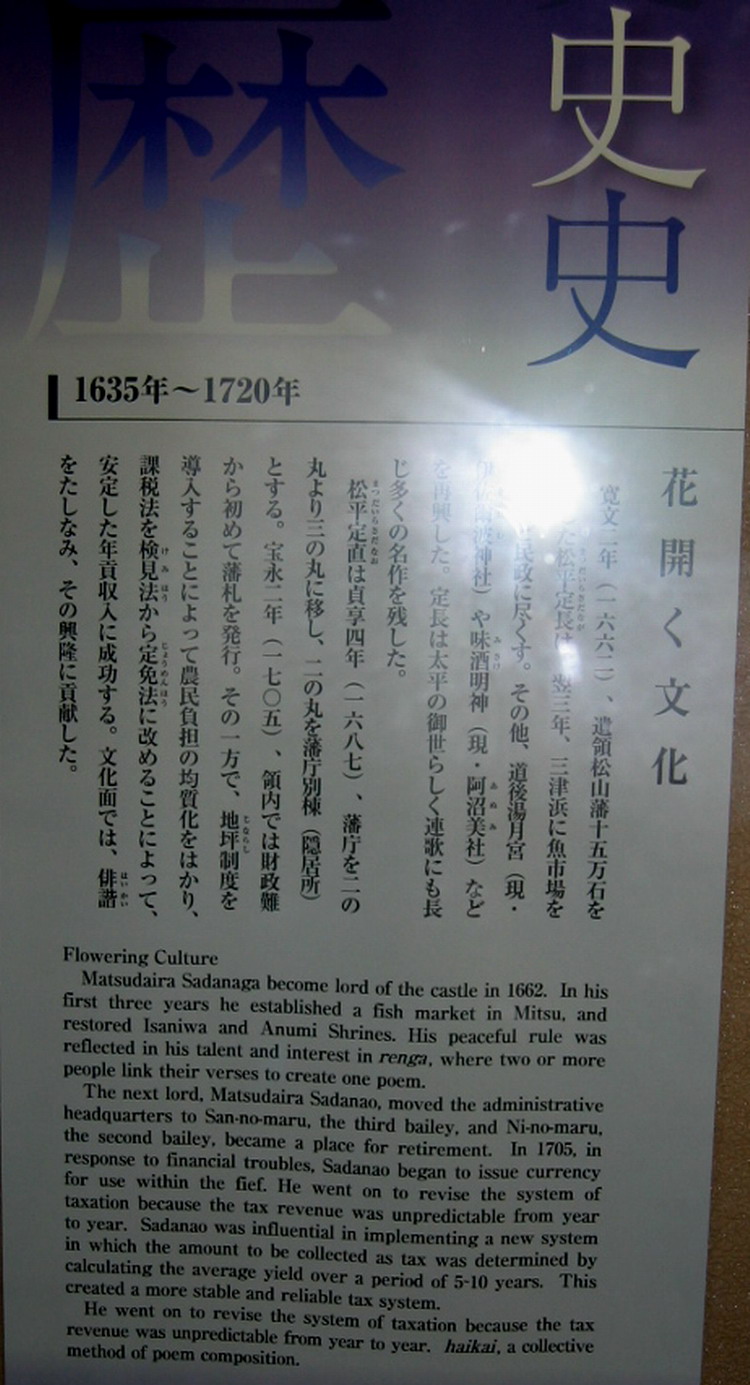 歴
史
史
1635年～1720年
花開く文化
寛文二年（一六六二）、遺領松山藩十五万石を
した松平定長は 翌三年、三津浜に魚市場を
民政に尽くす。その他、道後湯月宮（現・
伊佐爾波神社）や味酒明神（現・阿沼美社）など
を再興した。定長は太平の御世らしく連歌にも長
じ多くの名作を残した。
松平定直は貞享四年（一六八七）、藩庁を二の
丸より三の丸に移し、二の丸を藩庁別棟（隠居所）
とする。宝永二年（一七〇五）、領内では財政難
から初めて藩札を発行。その一方で、地坪制度を
導入することによって農民負担の均質化をはかり、
課税法を検見法から定免法に改めることによって、
安定した年貢収入に成功する。文化面では、俳諧
をたしなみ、その興隆に貢献した。
Flowering Culture
Matsudaira Sadanaga become lord of the castle in 1662. In his
first three years he established a fish market in Mitsu, and
restored Isaniwa and Anumi Shrines. His peaceful rule was
reflected in his talent and interest in renga, where two or more
people link their verses to create one poem.
The next lord, Matsudaira Sadanao, moved the administrative
headquarters to San-no-maru, the third bailey, and Ni-no-maru,
the second bailey, became a place for retirement. In 1705, in
response to financial troubles, Sadanao began to issue currency
for use within the fief. He went on to revise the system of
taxation because the tax revenue was unpredictable from year
to year. Sadanao was influential in implementing a new system
in which the amount to be collected as tax was determined by
calculating the average yield over a period of 5-10 years. This
created a more stable and reliable tax system.
He went on to revise the system of taxation because the tax
revenue was unpredictable from year to year. haikai, a collective
method of poem composition.